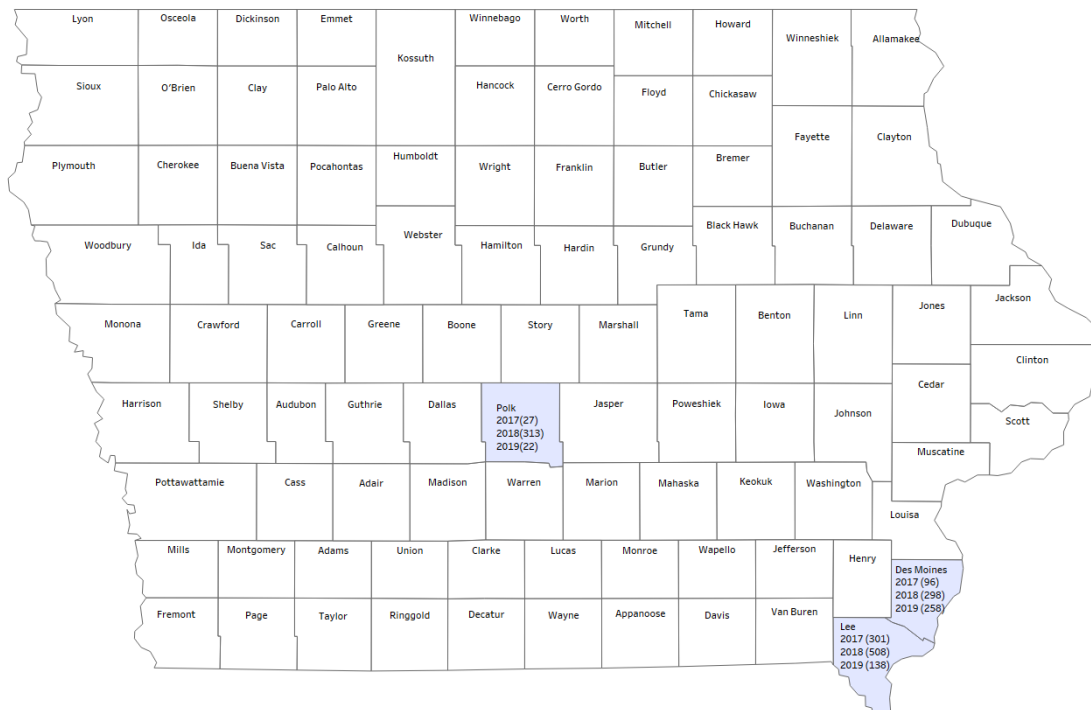 Lyon
Osceola
Dickinson
Emmet
Kossuth
Winnebago
Worth
Mitchell
Howard
Winneshiek
Allamakee
Sioux
O'Brien
Clay
Palo Alto
Hancock
Cerro Gordo
Floyd
Chickasaw
Fayette
Clayton
Plymouth
Cherokee
Buena Vista
Pocahontas
Humboldt
Wright
Franklin
Butler
Bremer
Woodbury
Ida
Sac
Calhoun
Webster
Hamilton
Hardin
Grundy
Black Hawk
Buchanan
Delaware
Dubuque
Monona
Crawford
Carroll
Greene
Boone
Story
Marshall
Tama
Benton
Linn
Jones
Jackson
Clinton
Harrison
Shelby
Audubon
Guthrie
Dallas
Polk
2017(27)
2018(313)
2019(22)
Jasper
Poweshiek
Iowa
Johnson
Cedar
Scott
Muscatine
Pottawattamie
Cass
Adair
Madison
Warren
Marion
Mahaska
Keokuk
Washington
Louisa
Mills
Montgomery
Adams
Union
Clarke
Lucas
Monroe
Wapello
Jefferson
Henry
Des Moines
2017 (96)
2018 (298)
2019 (258)
Fremont
Page
Taylor
Ringgold
Decatur
Wayne
Appanoose
Davis
Van Buren
Lee
2017 (301)
2018 (508)
2019 (138)